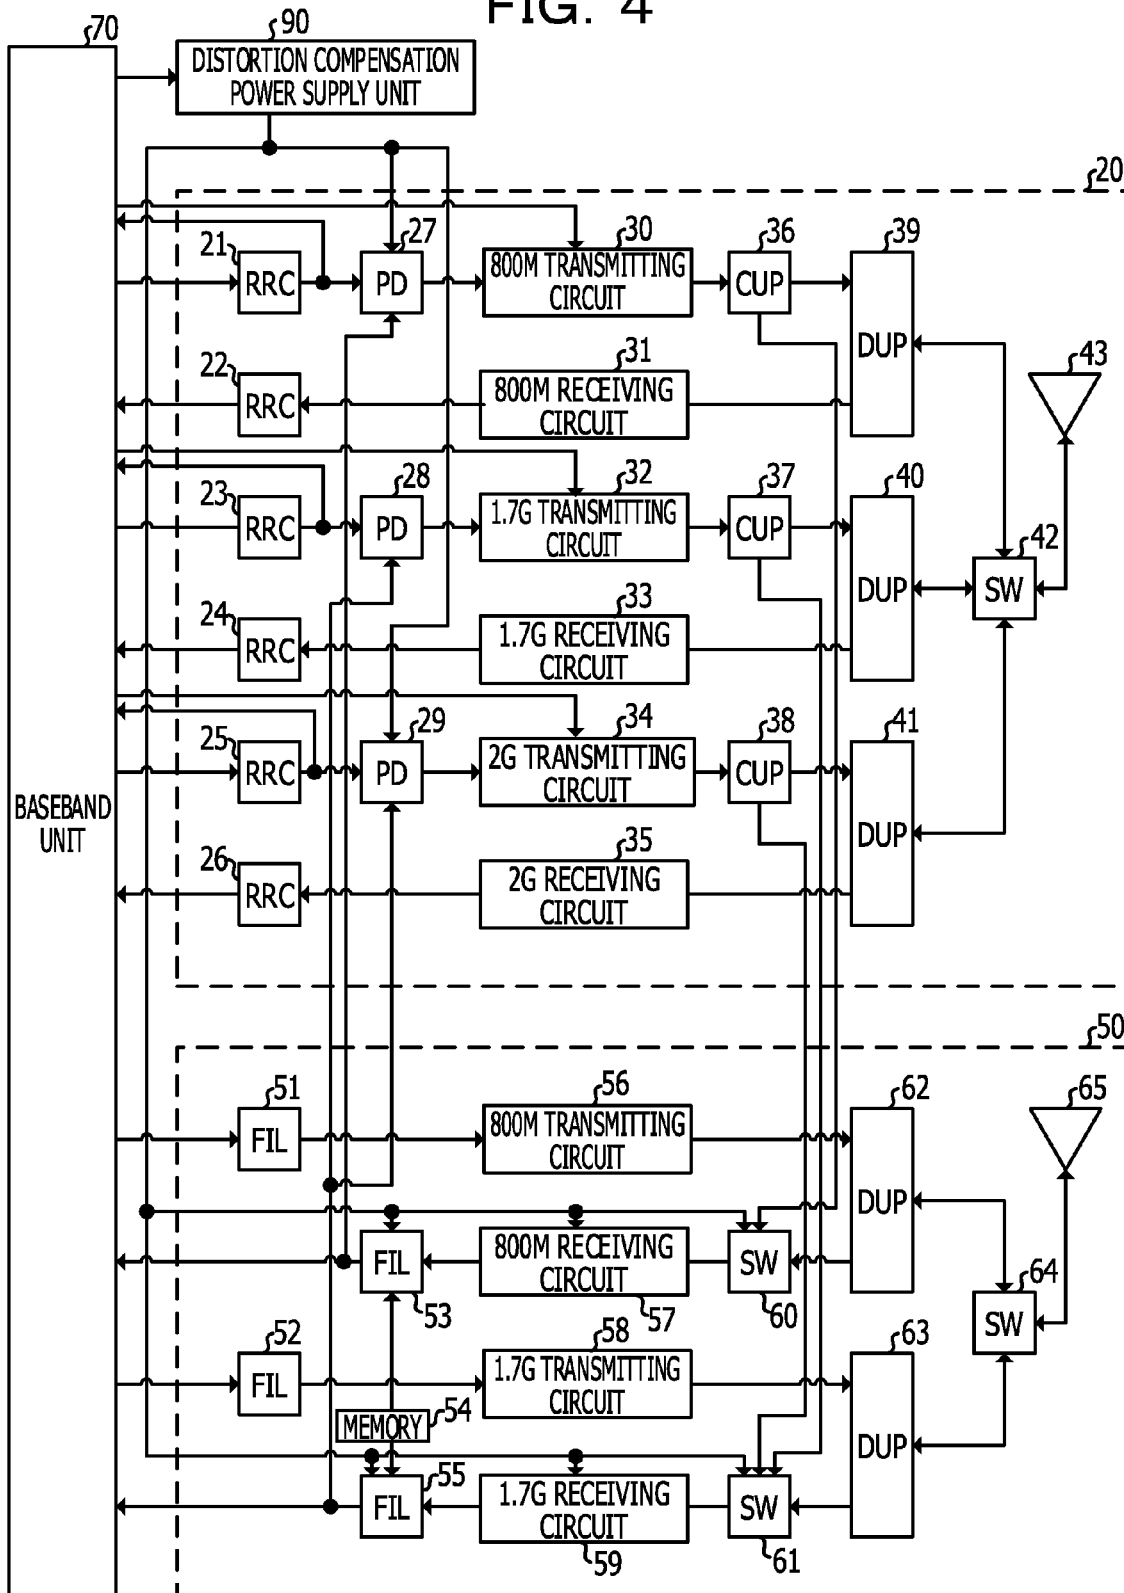 FIG. 4
70
90
DISTORTION COMPENSATION
POWER SUPPLY UNIT
20
21
RRC
27
PD
30
800M TRANSMITTING
CIRCUIT
36
CUP
39
DUP
22
RRC
31
800M RECEIVING
CIRCUIT
43
23
RRC
28
PD
32
1.7G TRANSMITTING
CIRCUIT
37
CUP
40
DUP
42
SW
24
RRC
33
1.7G RECEIVING
CIRCUIT
25
RRC
29
PD
34
2G TRANSMITTING
CIRCUIT
38
CUP
41
DUP
BASEBAND
UNIT
26
RRC
35
2G RECEIVING
CIRCUIT
50
51
FIL
56
800M TRANSMITTING
CIRCUIT
62
DUP
65
FIL
53
800M RECEIVING
CIRCUIT
57
SW
60
64
SW
52
FIL
58
1.7G TRANSMITTING
CIRCUIT
63
DUP
MEMORY
54
FIL
55
1.7G RECEIVING
CIRCUIT
59
SW
61